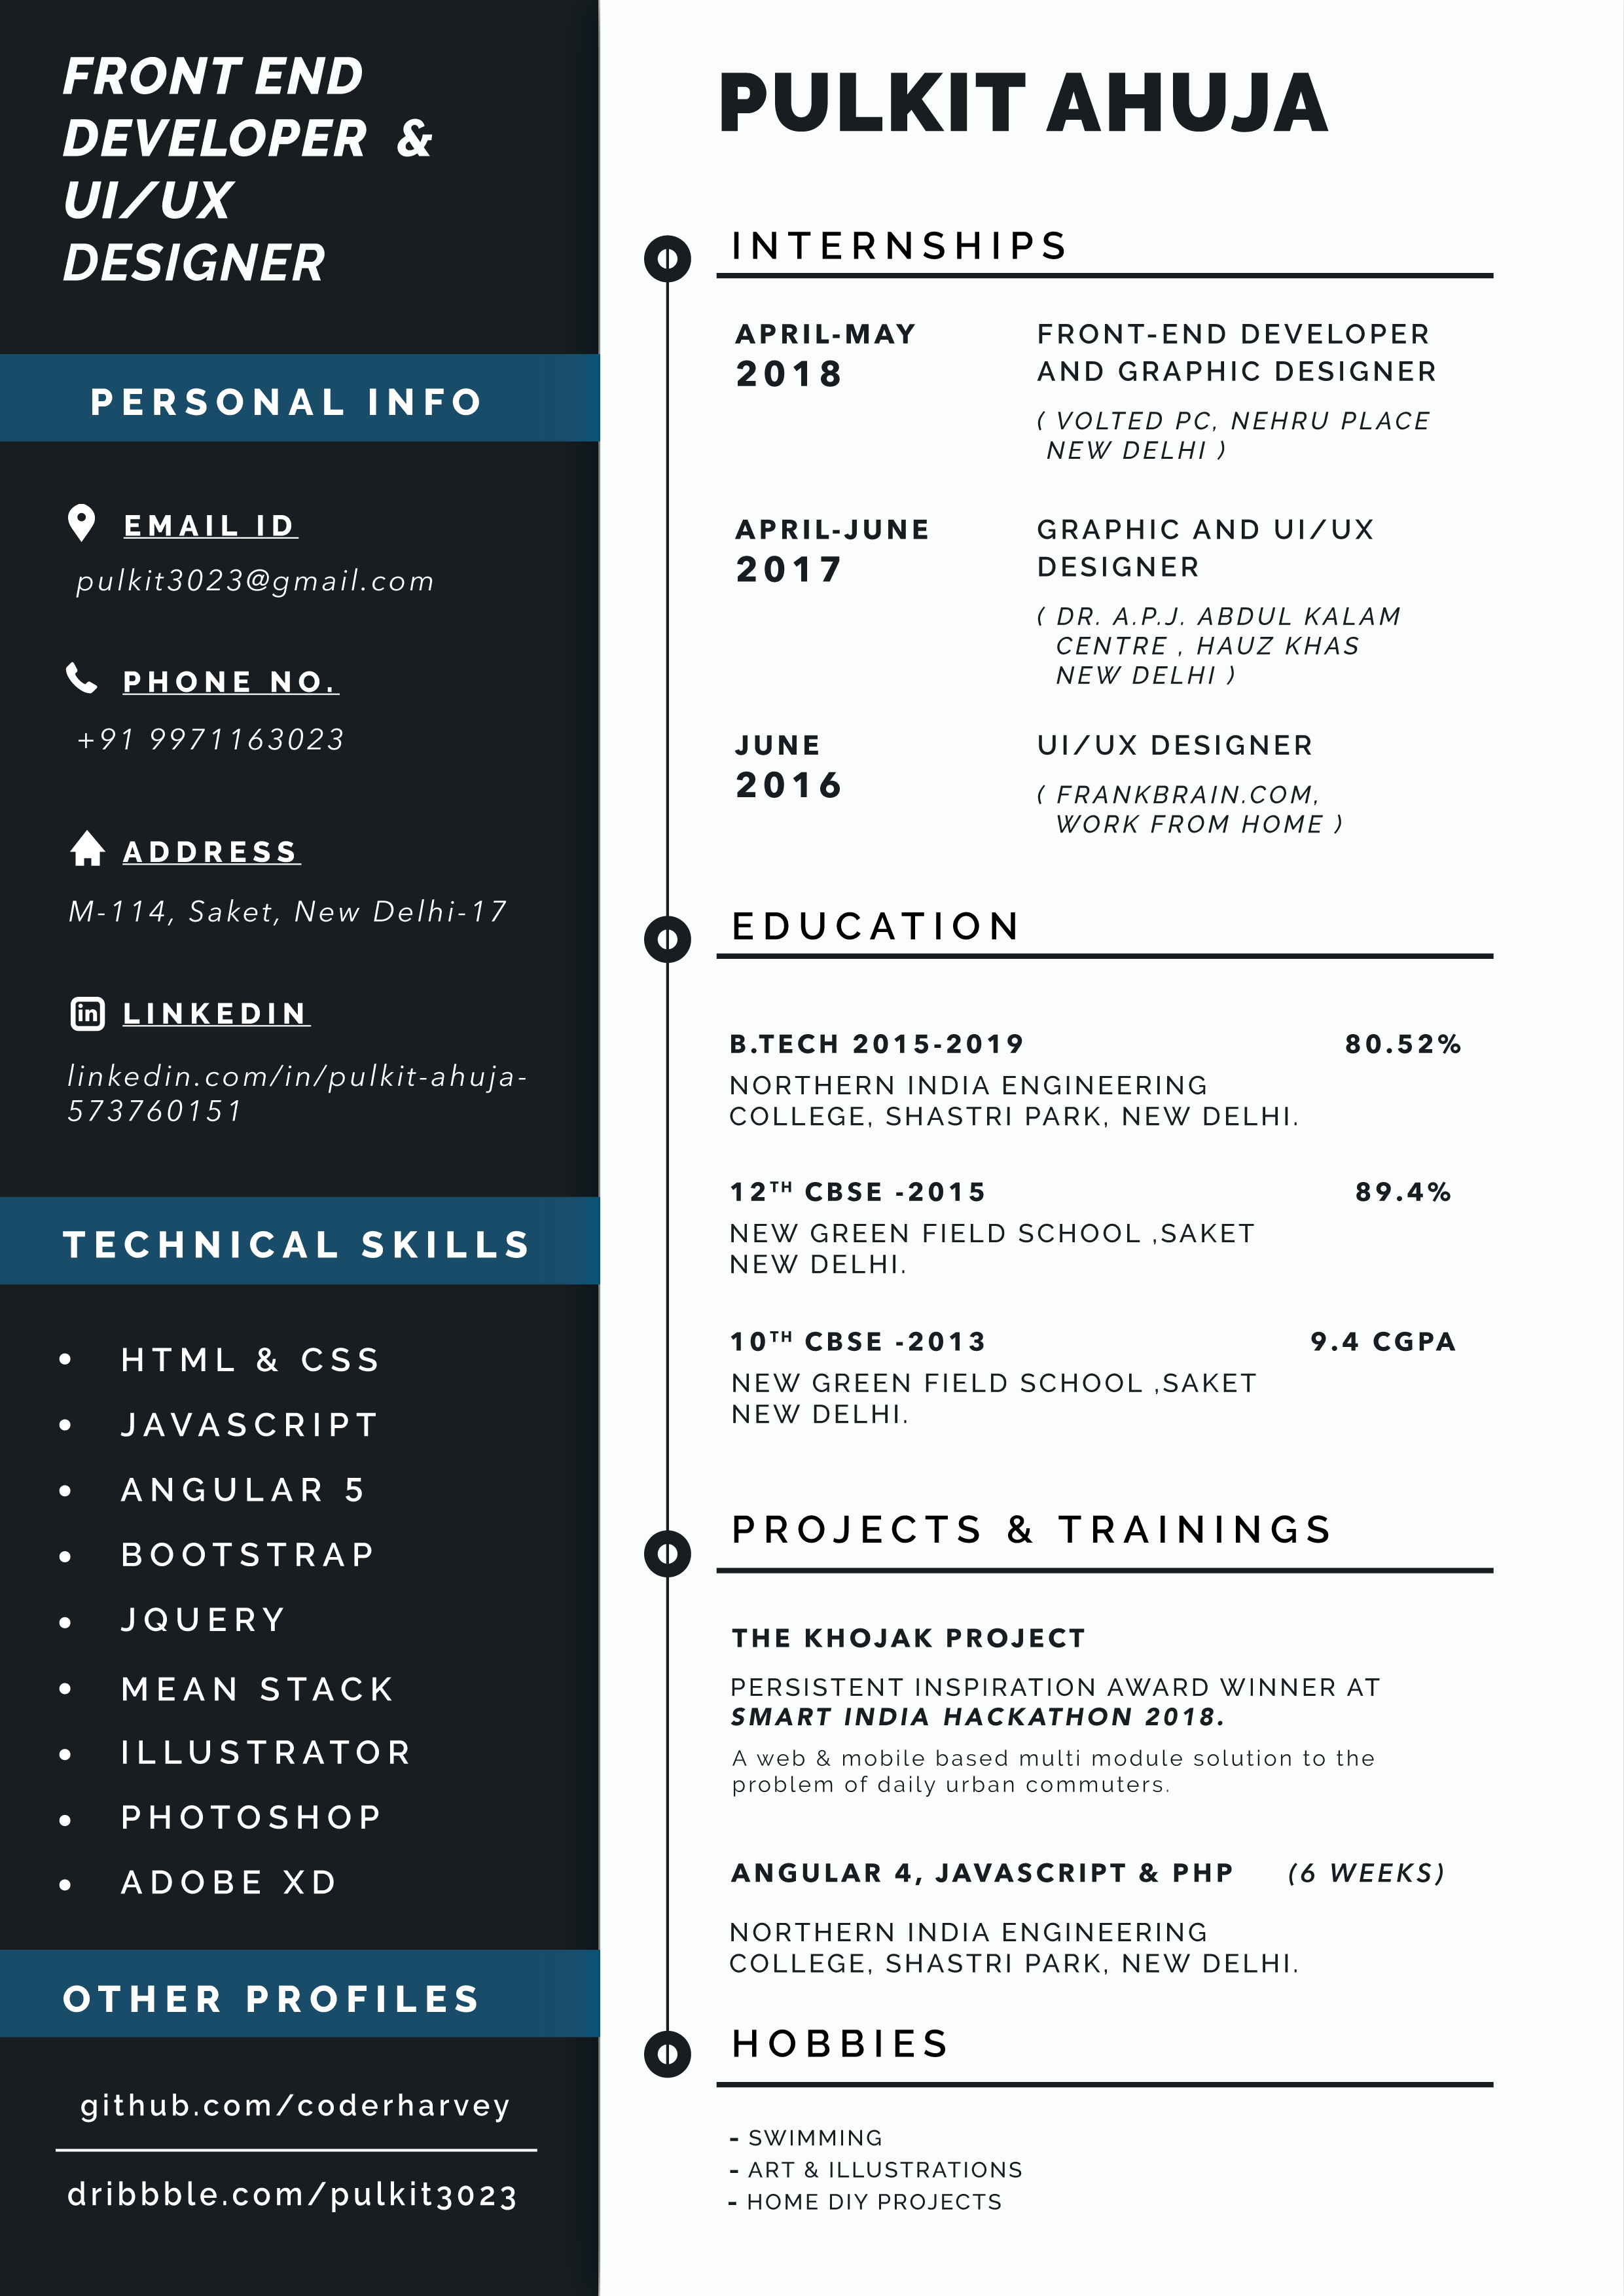 FRONT END
DEVELOPER &
UI/UX
DESIGNER
PERSONAL INFO
EMAIL ID
pulkit3023@gmail.com
PHONE NO.
+91 9971163023
ADDRESS
M-114, Saket, New Delhi-17
in LINKEDIN
linkedin.com/in/pulkit-ahuja-
573760151
TECHNICAL SKILLS
• HTML & CSS
• JAVASCRIPT
• ANGULAR 5
• BOOTSTRAP
• JQUERY
• MEAN STACK
• ILLUSTRATOR
• PHOTOSHOP
• ADOBE XD
OTHER PROFILES
github.com/coderharvey
dribbble.com/pulkit3023
PULKIT AHUJA
INTERNSHIPS
APRIL-MAY
2018
FRONT-END DEVELOPER
AND GRAPHIC DESIGNER
( VOLTED PC, NEHRU PLACE
NEW DELHI )
APRIL-JUNE
2017
GRAPHIC AND UI/UX
DESIGNER
( DR. A.P.J. ABDUL KALAM
CENTRE , HAUZ KHAS
NEW DELHI )
JUNE
2016
UI/UX DESIGNER
( FRANKBRAIN.COM,
WORK FROM HOME )
EDUCATION
B.TECH 2015-2019 80.52%
NORTHERN INDIA ENGINEERING
COLLEGE, SHASTRI PARK, NEW DELHI.
12TH CBSE -2015 89.4%
NEW GREEN FIELD SCHOOL ,SAKET
NEW DELHI.
10TH CBSE -2013 9.4 CGPA
NEW GREEN FIELD SCHOOL ,SAKET
NEW DELHI.
PROJECTS & TRAININGS
THE KHOJAK PROJECT
PERSISTENT INSPIRATION AWARD WINNER AT
SMART INDIA HACKATHON 2018.
A web & mobile based multi module solution to the
problem of daily urban commuters.
ANGULAR 4, JAVASCRIPT & PHP (6 WEEKS)
NORTHERN INDIA ENGINEERING
COLLEGE, SHASTRI PARK, NEW DELHI.
HOBBIES
- SWIMMING
- ART & ILLUSTRATIONS
- HOME DIY PROJECTS